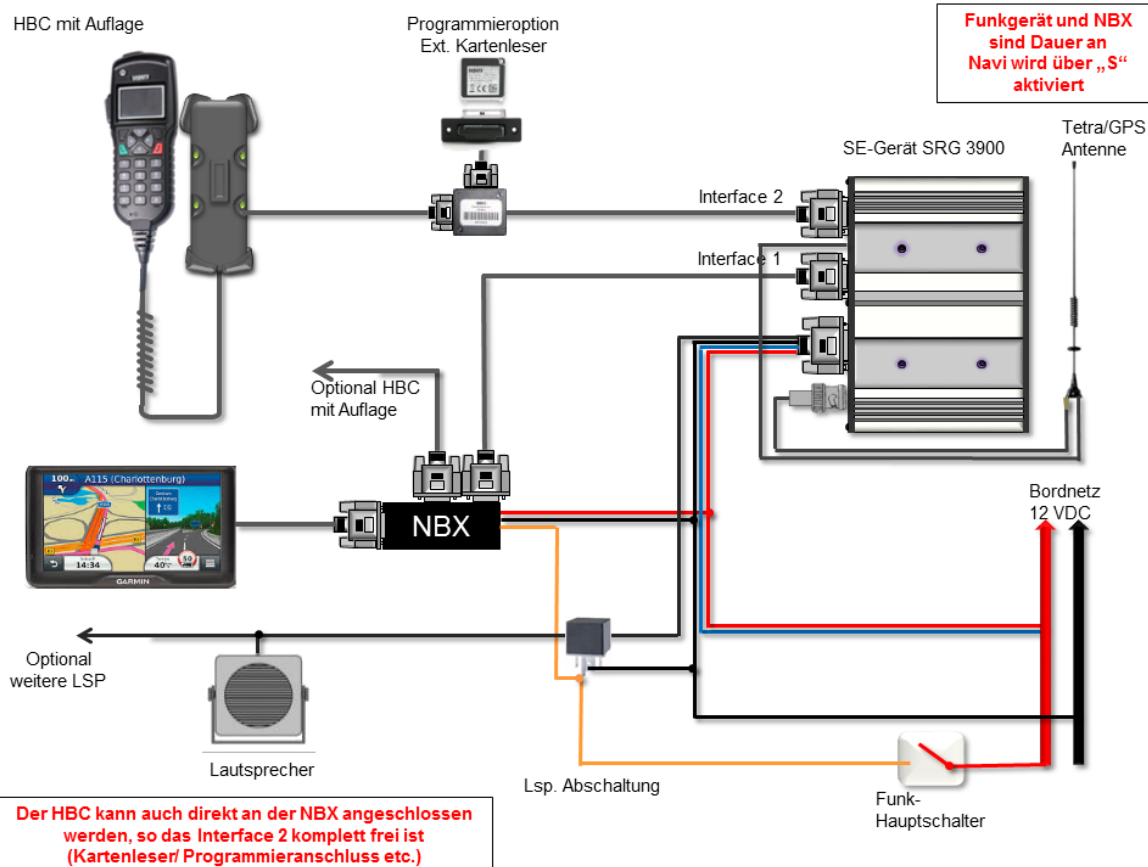 HBC mit Auflage
Programmieroption
Ext. Kartenleser
Funkgerät und NBX
sind Dauer an
Navi wird über „S“
aktiviert
Tetra/GPS
Antenne
SE-Gerät SRG 3900
Interface 2
Interface 1
Optional HBC
mit Auflage
100
A115 (Charlottenburg)
14:34
40
50
GARMIN
NBX
Bordnetz
12 VDC
Optional
weitere LSP
Lautsprecher
Lsp. Abschaltung
Funk-
Hauptschalter
Der HBC kann auch direkt an der NBX angeschlossen
werden, so das Interface 2 komplett frei ist
(Kartenleser/ Programmieranschluss etc.)